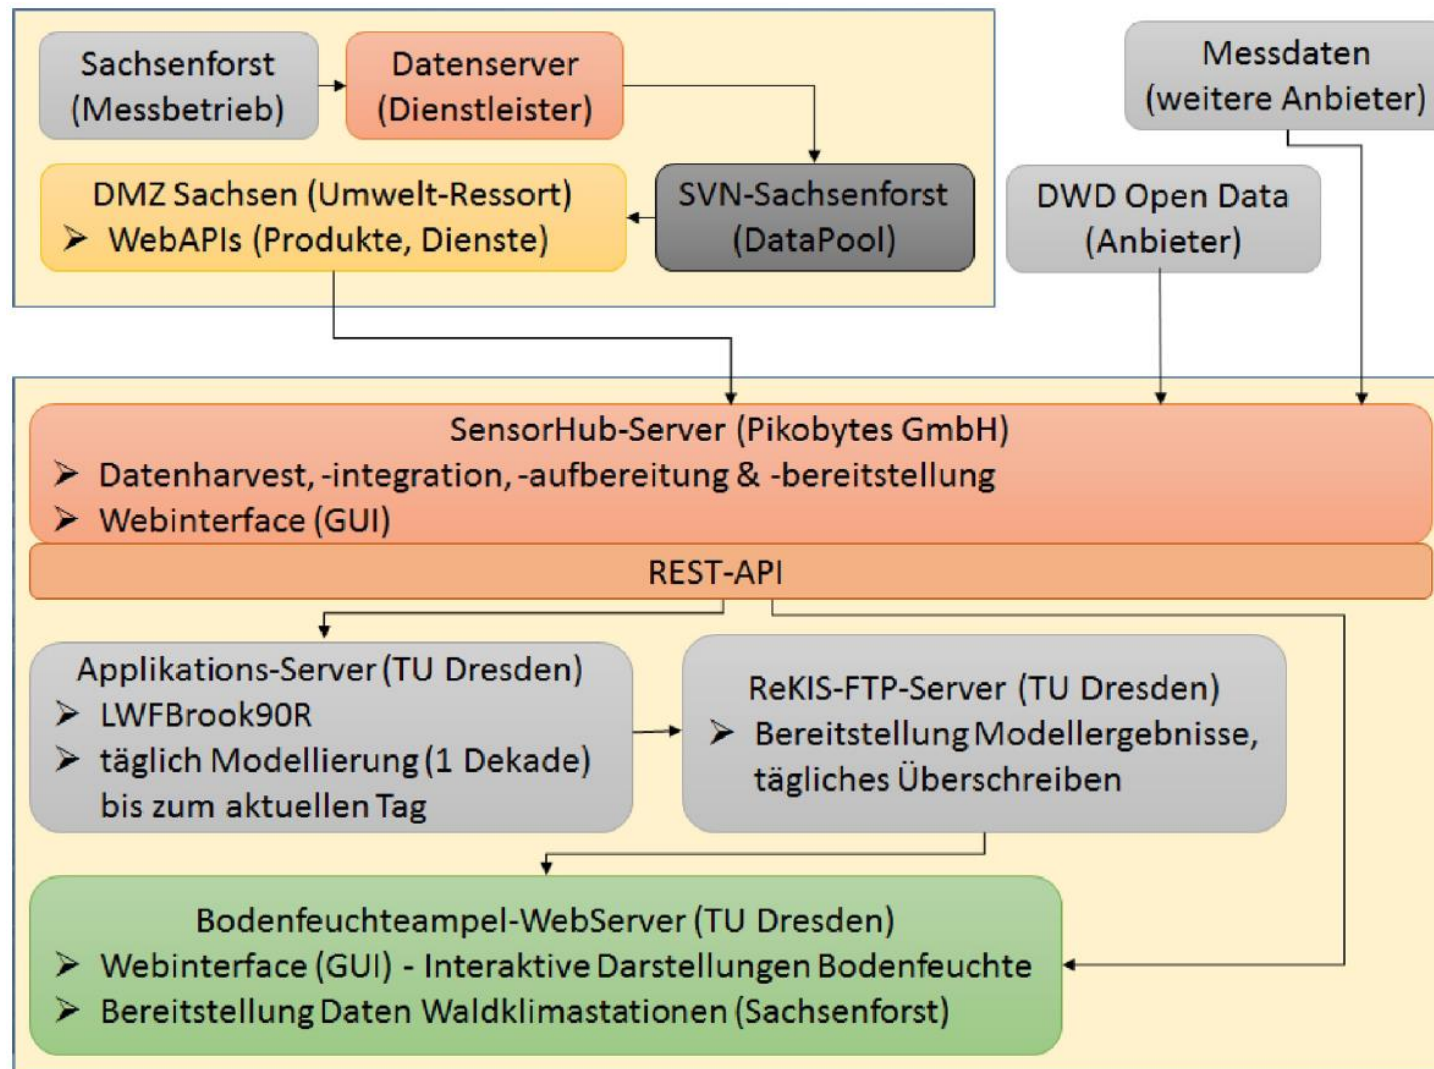 Sachsenforst
(Messbetrieb)
Datenserver
(Dienstleister)
Messdaten
(weitere Anbieter)
DMZ Sachsen (Umwelt-Ressort)
➢ WebAPIs (Produkte, Dienste)
SVN-Sachsenforst
(DataPool)
DWD Open Data
(Anbieter)
SensorHub-Server (Pikobytes GmbH)
➢ Datenharvest, -integration, -aufbereitung & -bereitstellung
➢ Webinterface (GUI)
REST-API
Applikations-Server (TU Dresden)
➢ LWFBrook90R
➢ täglich Modellierung (1 Dekade)
bis zum aktuellen Tag
ReKIS-FTP-Server (TU Dresden)
➢ Bereitstellung Modellergebnisse,
tägliches Überschreiben
Bodenfeuchteampel-WebServer (TU Dresden)
➢ Webinterface (GUI) - Interaktive Darstellungen Bodenfeuchte
➢ Bereitstellung Daten Waldklimastationen (Sachsenforst)